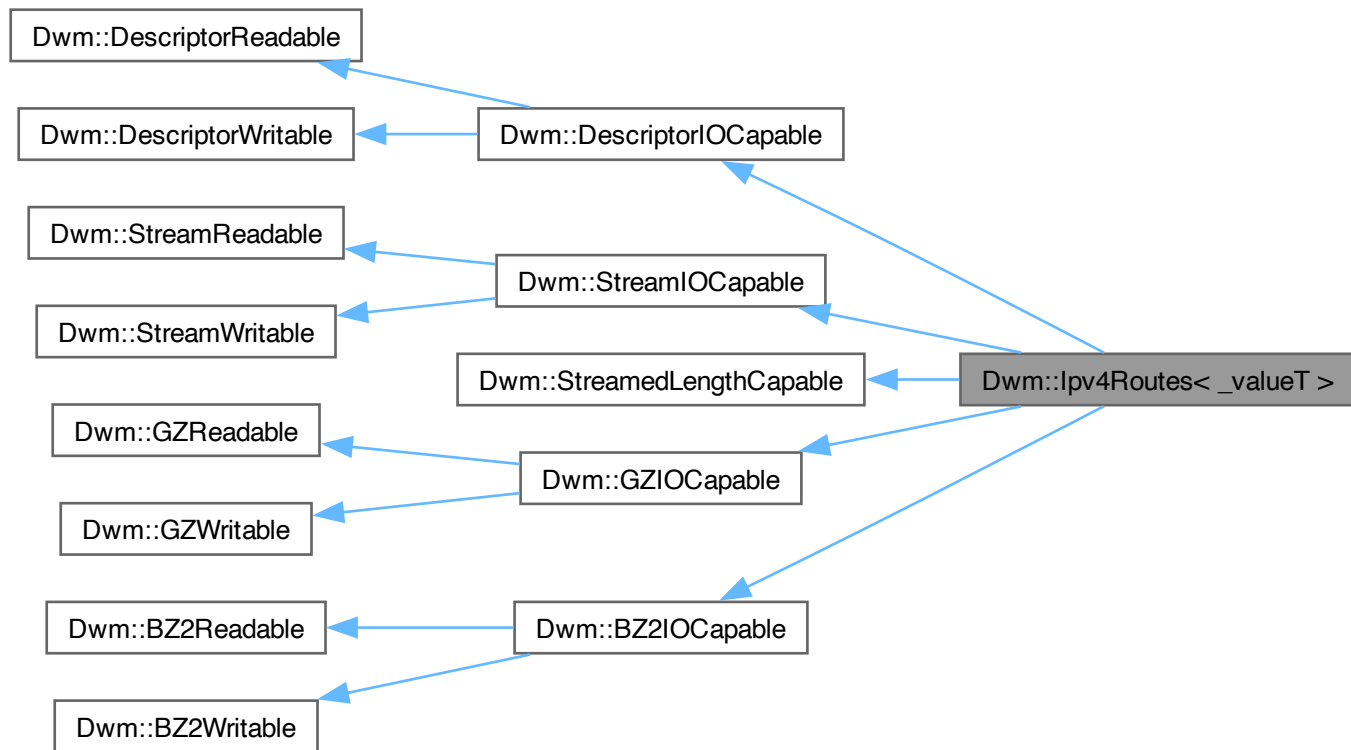 Dwm::DescriptorReadable
Dwm::DescriptorWritable
Dwm::DescriptorIOCapable
Dwm::StreamReadable
Dwm::StreamIOCapable
Dwm::StreamWritable
Dwm::StreamedLengthCapable
Dwm::Ipv4Routes< _valueT >
Dwm::GZReadable
Dwm::GZIOCapable
Dwm::GZWritable
Dwm::BZ2Readable
Dwm::BZ2IOCapable
Dwm::BZ2Writable